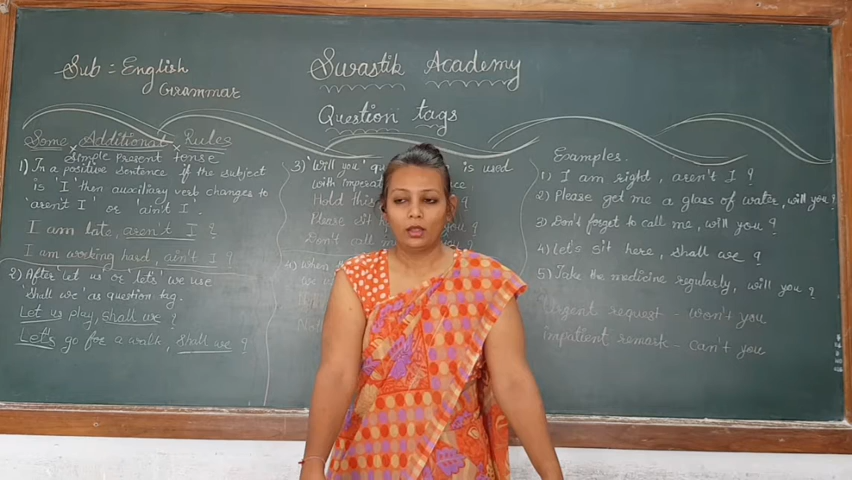 Sub = English
Grammar
Swastik Academy
Question tags
Some Additional Rules
Simple Present tense
1) In a positive sentence if the subject
is 'I' then auxiliary verb changes to
'aren't I' or 'ain't I'.
I am late, aren't I ?
I am working hard, ain't I ?
2) After 'Let us' or 'let's' we use
'shall we' as question tag.
Let us play, shall we ?
Let's go for a walk, shall we ?
3) 'Will you' is used
with
Hold this
Please sit
Don't call me you ?
4) When
Examples.
1) I am right, aren't I ?
2) Please get me a glass of water, will you ?
3) Don't forget to call me, will you ?
4) Let's sit here, shall we ?
5) Take the medicine regularly, will you ?
Urgent request - won't you
Impatient remark - can't you